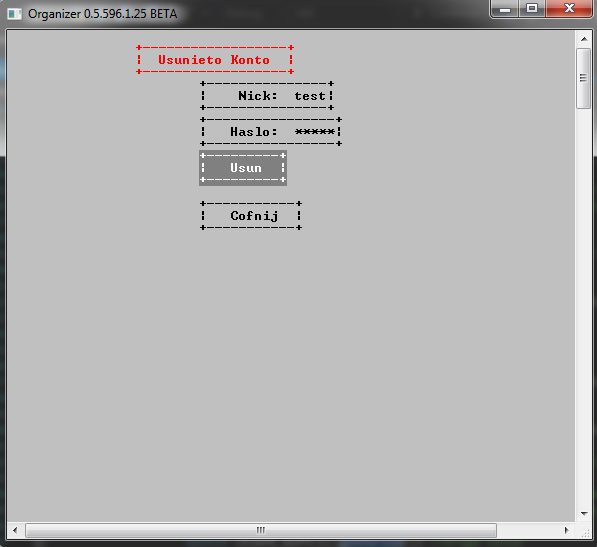 Organizer 0.5.596.1.25 BETA
Usunieto Konto
Nick: test
Haslo: *****
Usun
Cofnij